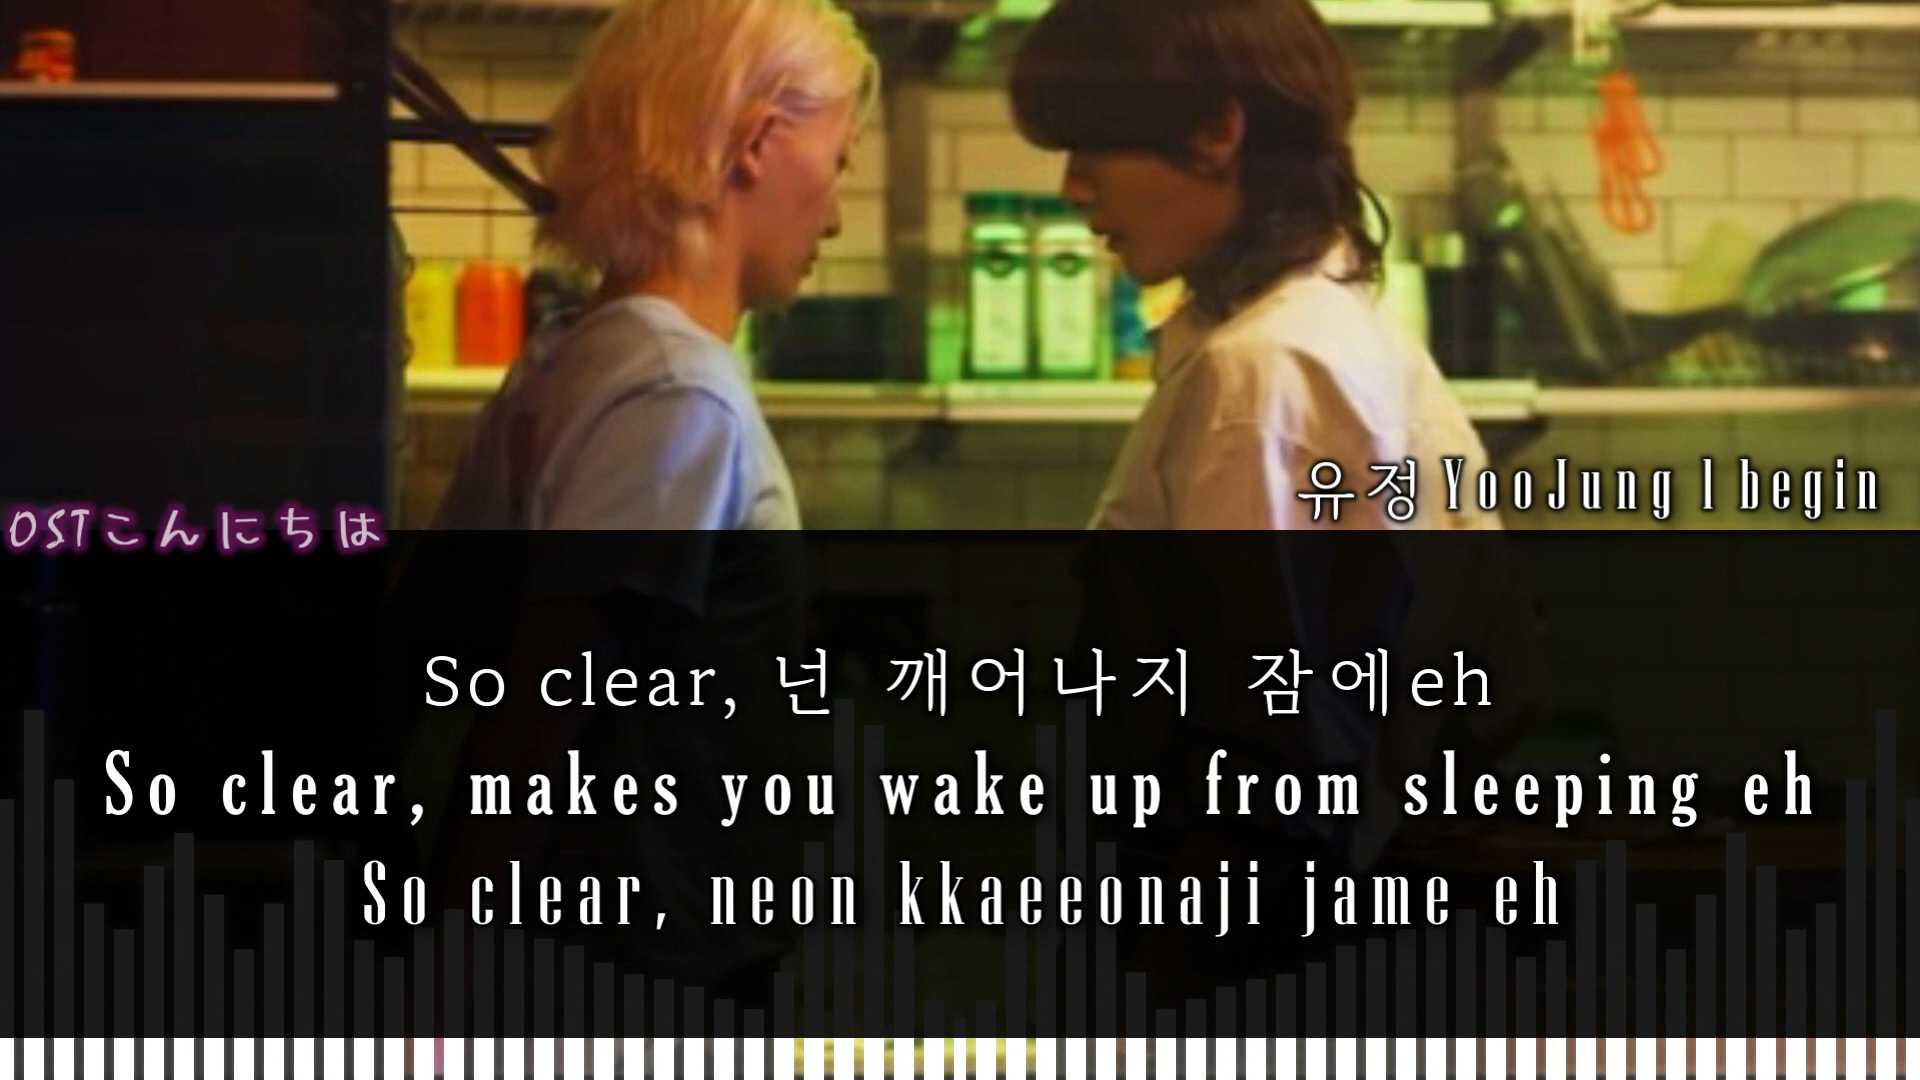 유정 YooJung l begin
OSTこんにちは
So clear, 넌 깨어나지 잠에eh
So clear, makes you wake up from sleeping eh
So clear, neon kkaeeonaji jame eh